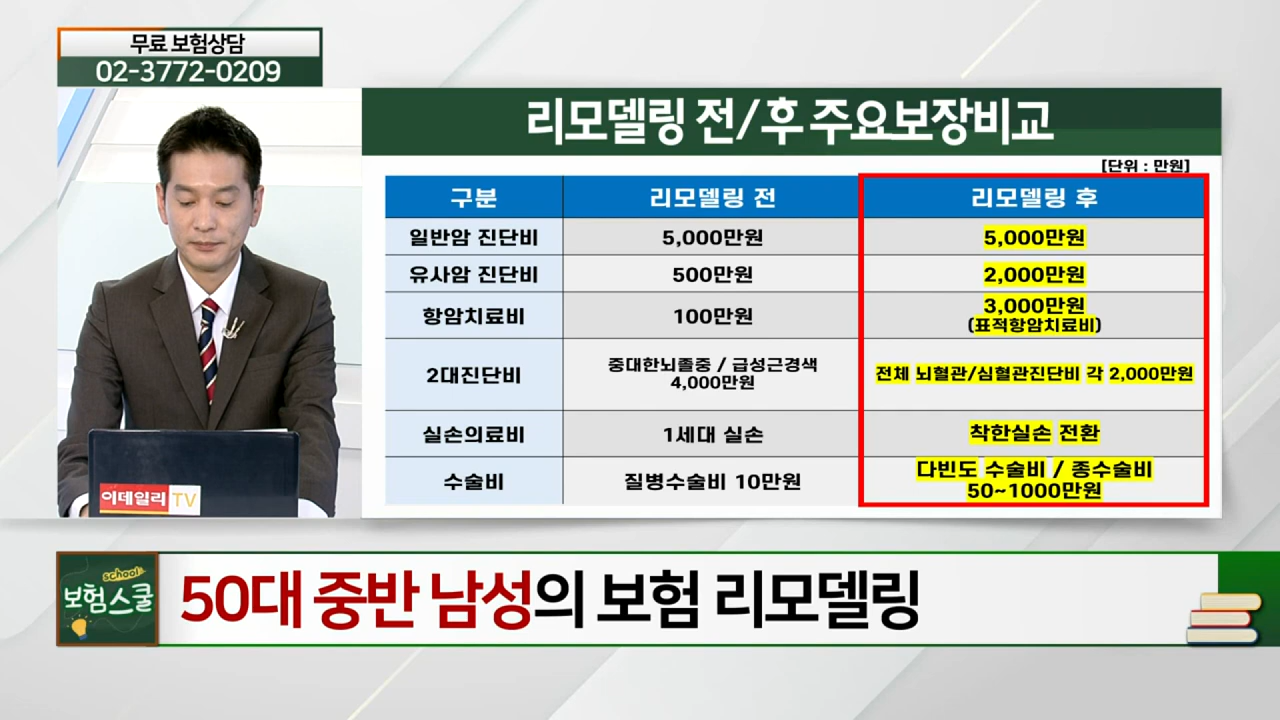 무료 보험상담
02-3772-0209
리모델링 전/후 주요보장비교
[단위 : 만원]
구분 리모델링 전 리모델링 후
일반암 진단비 5,000만원 5,000만원
유사암 진단비 500만원 2,000만원
항암치료비 100만원 3,000만원
(표적항암치료비)
2대진단비 중대한뇌졸중 / 급성근경색
4,000만원
전체 뇌혈관/심혈관진단비 각 2,000만원
실손의료비 1세대 실손 착한실손 전환
수술비 질병수술비 10만원 다빈도 수술비 / 종수술비
50~1000만원
이데일리 TV
school
보험스쿨
50대 중반 남성의 보험 리모델링